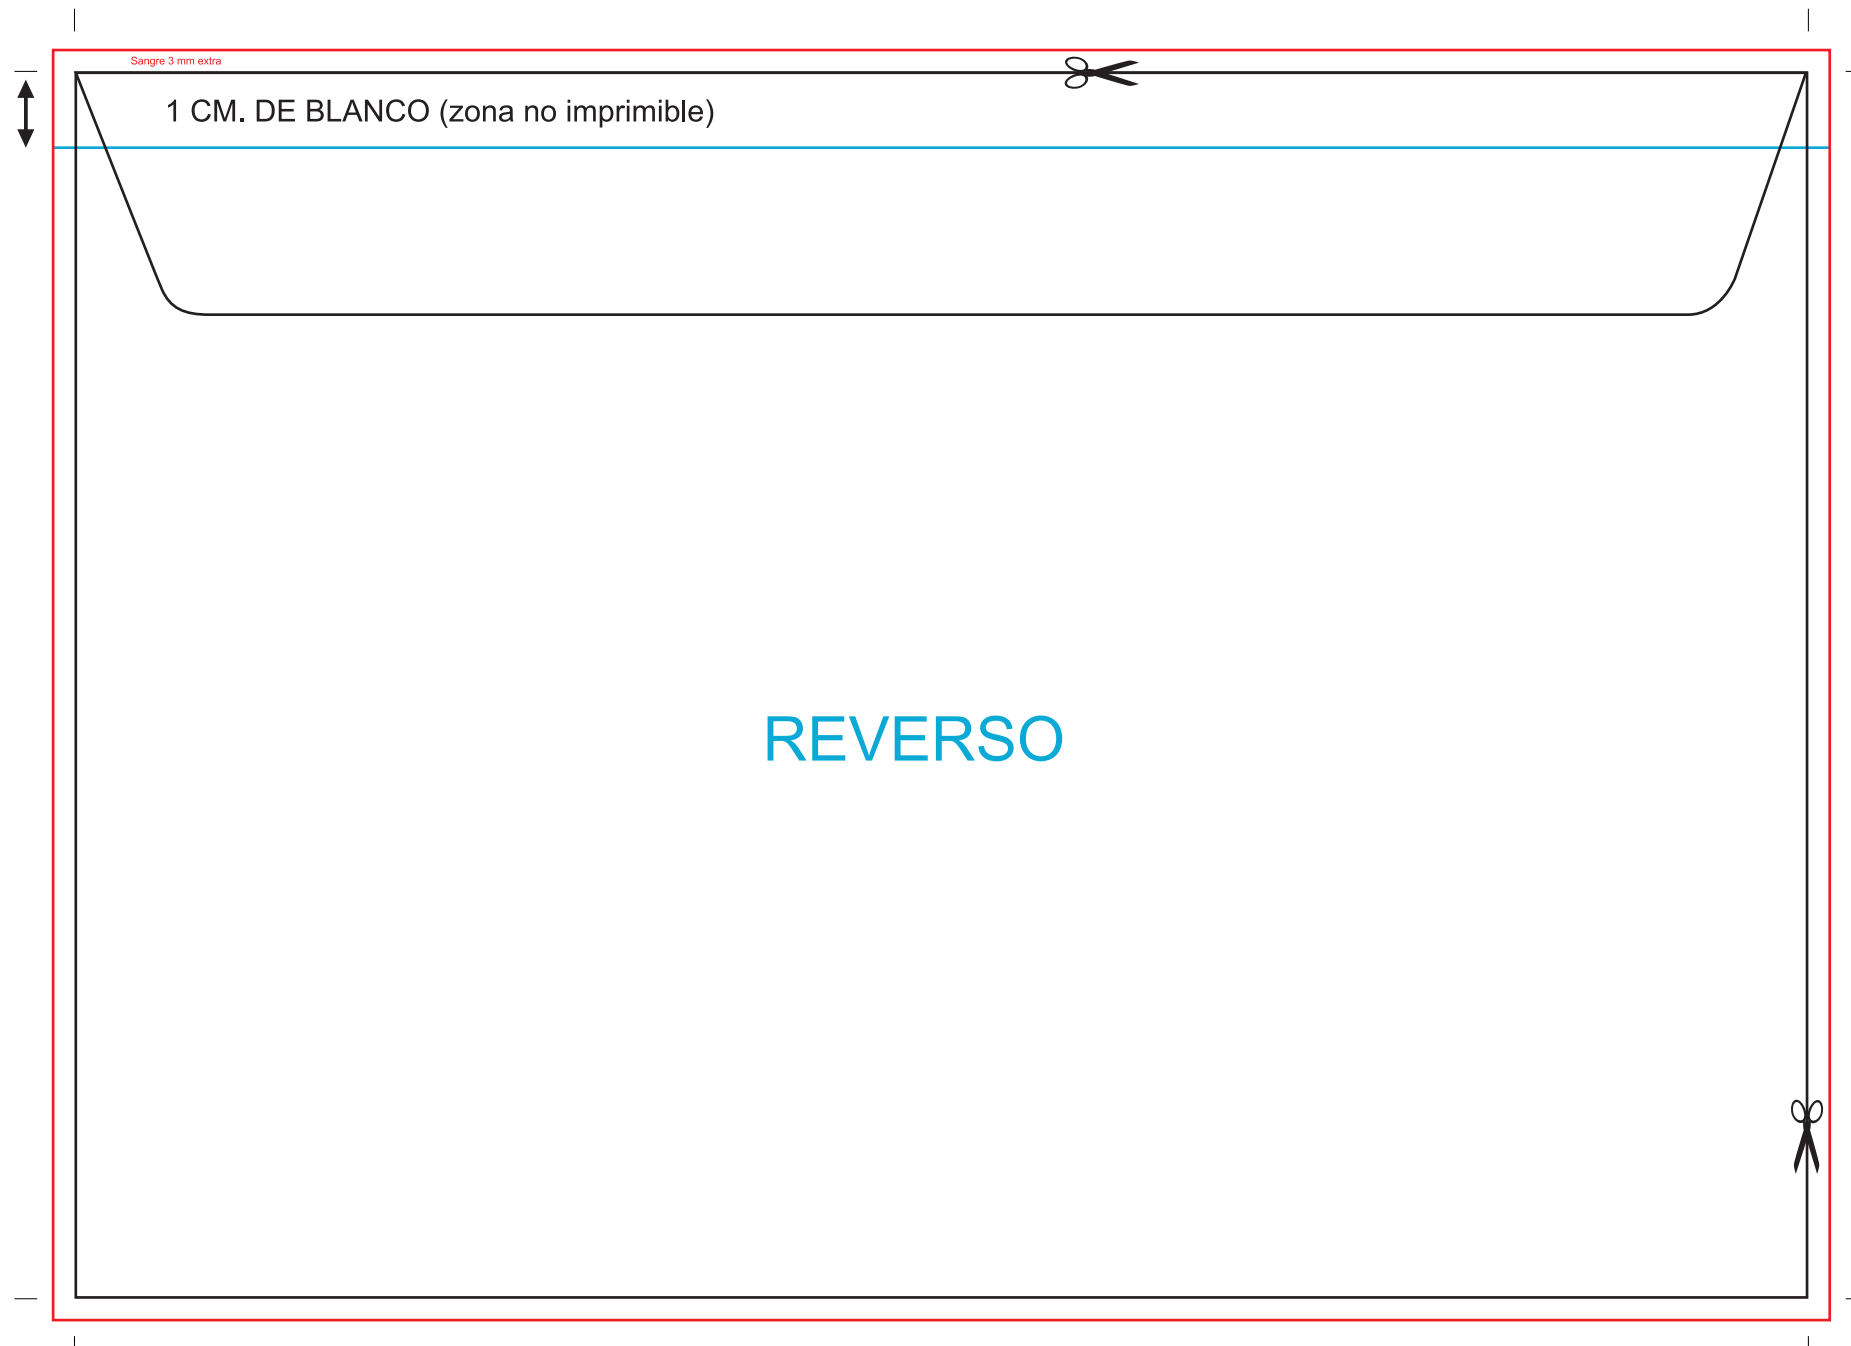 Sangre 3 mm extra
1 CM. DE BLANCO (zona no imprimible)
REVERSO